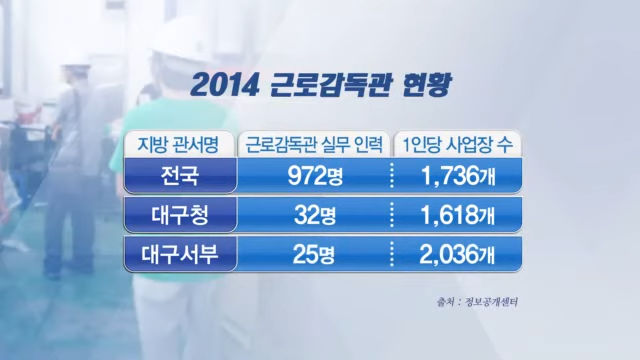 2014 근로감독관 현황
지방 관서명 근로감독관 실무 인력 1인당 사업장 수
전국 972명 1,736개
대구청 32명 1,618개
대구서부 25명 2,036개
출처 : 정보공개센터